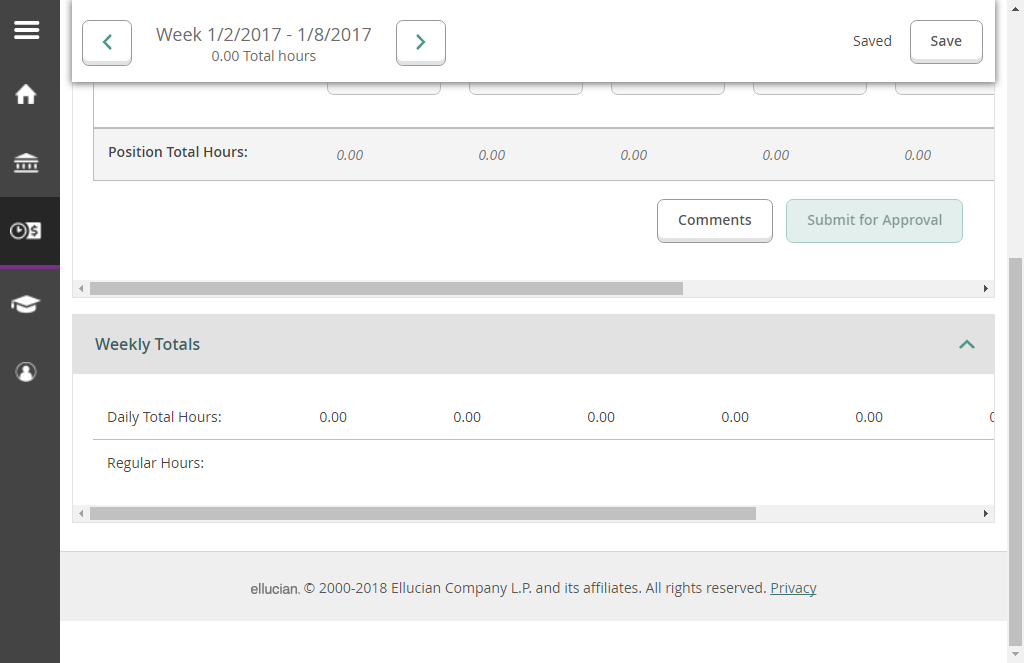 Week 1/2/2017 - 1/8/2017
0.00 Total hours
Saved
Save
Position Total Hours: 0.00 0.00 0.00 0.00 0.00
Comments
Submit for Approval
Weekly Totals
Daily Total Hours: 0.00 0.00 0.00 0.00 0.00
Regular Hours:
ellucian. © 2000-2018 Ellucian Company L.P. and its affiliates. All rights reserved. Privacy